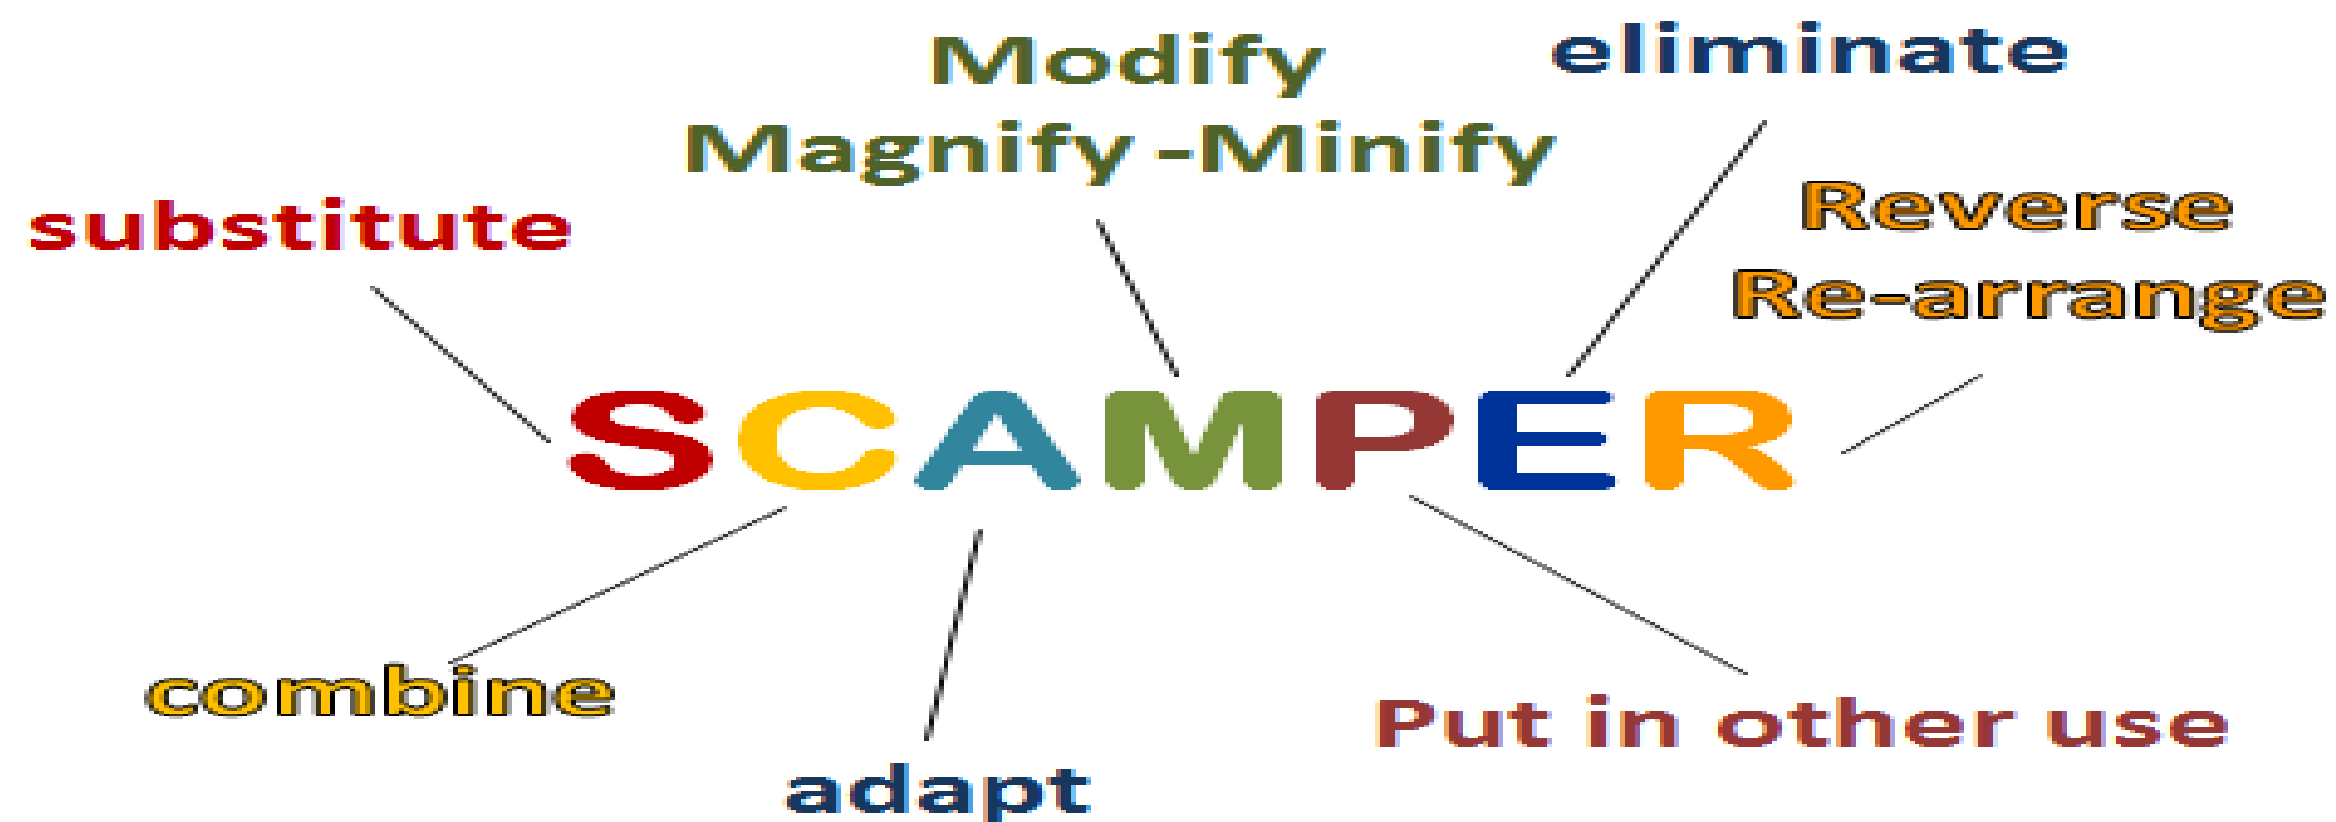 Modify
Magnify -Minify
eliminate
substitute
Reverse
Re-arrange
SCAMPER
combine
adapt
Put in other use